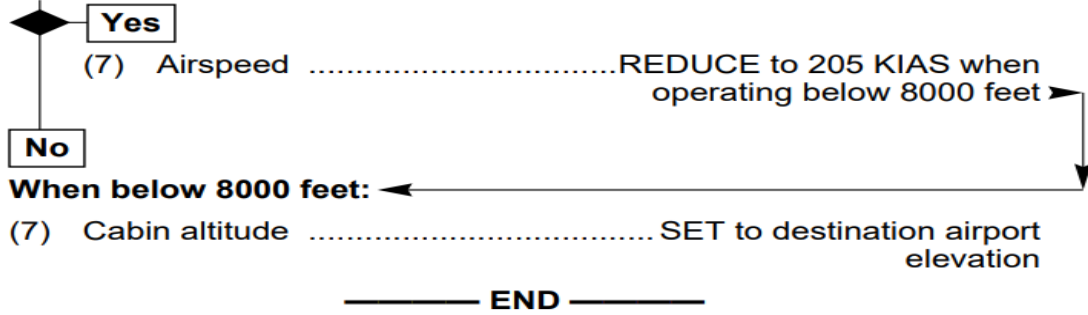 Yes
(7) Airspeed .................................REDUCE to 205 KIAS when
operating below 8000 feet
No
When below 8000 feet:
(7) Cabin altitude ..................................... SET to destination airport
elevation
END